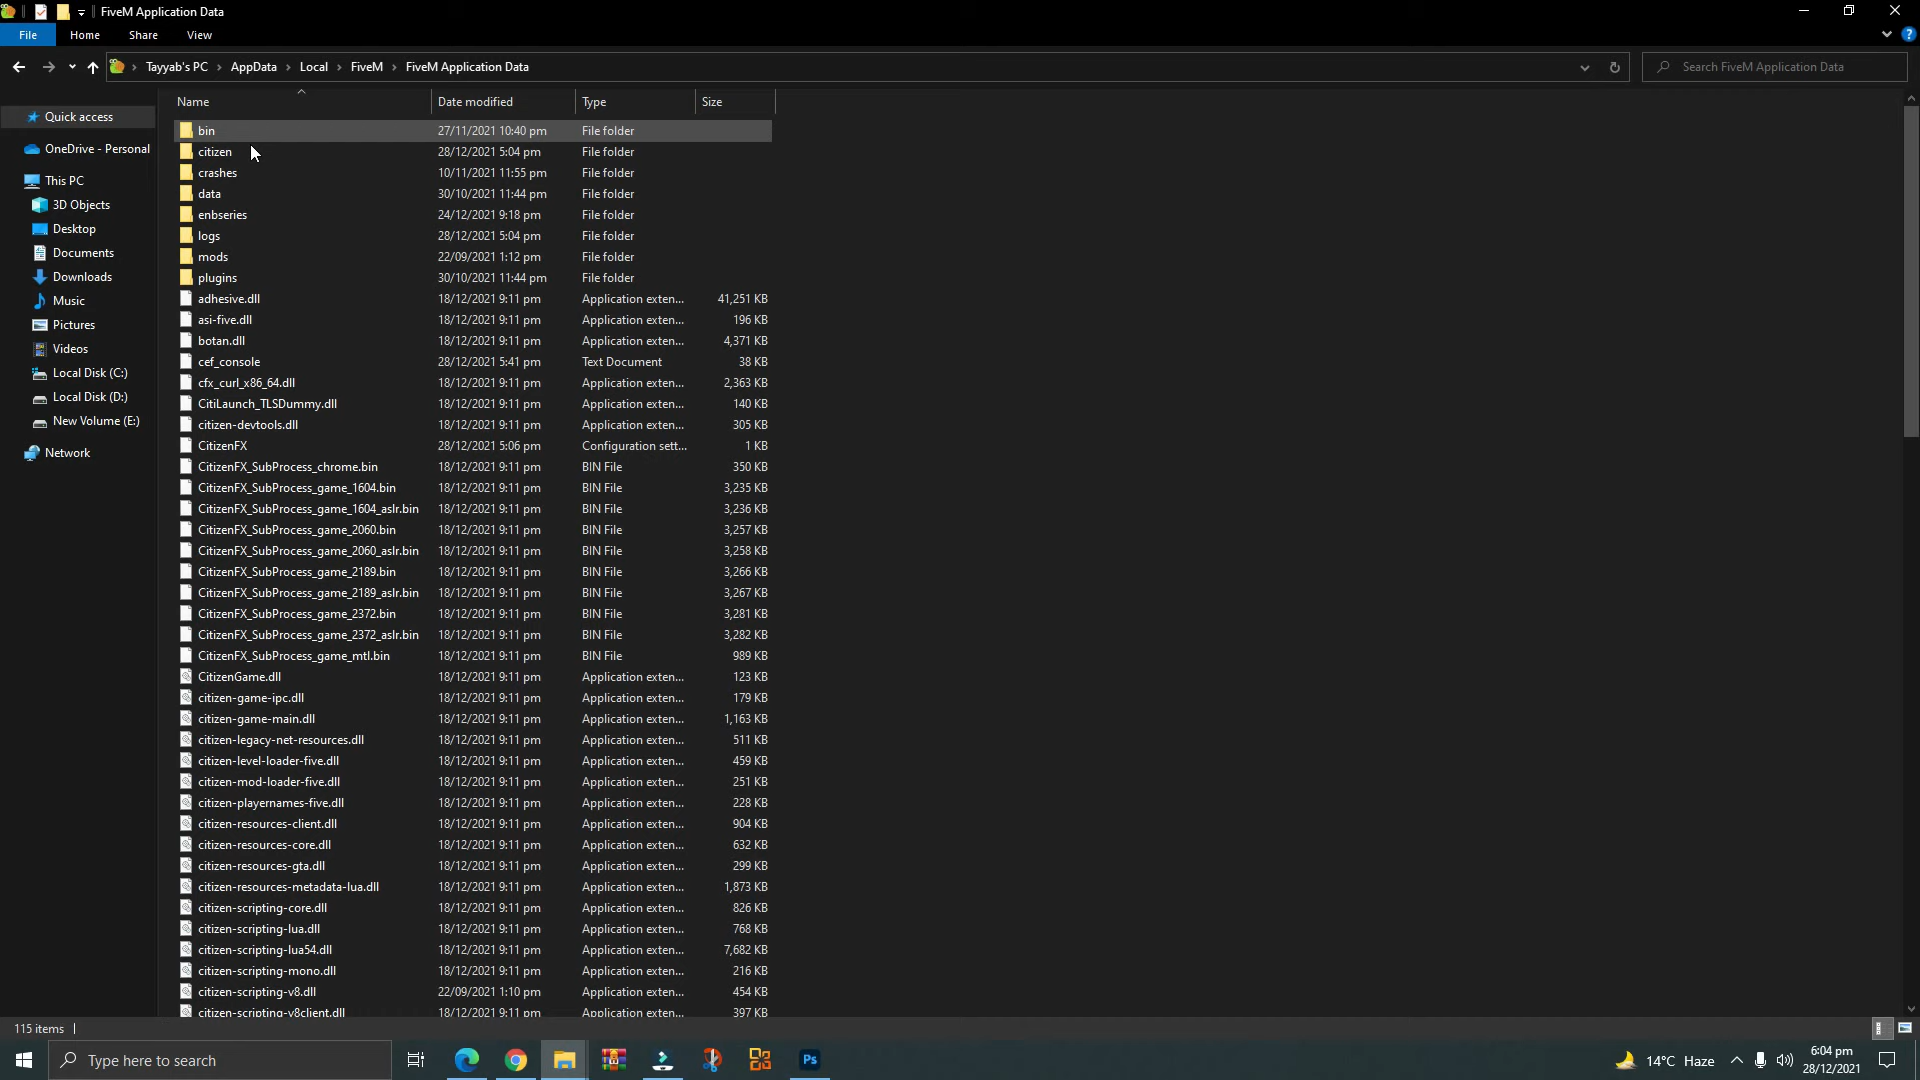 FiveM Application Data
File Home Share View
Tayyab's PC AppData Local FiveM FiveM Application Data Search FiveM Application Data
Name Date modified Type Size
Quick access
OneDrive - Personal
This PC
3D Objects
Desktop
Documents
Downloads
Music
Pictures
Videos
Local Disk (C:)
Local Disk (D:)
New Volume (E:)
Network
bin 27/11/2021 10:40 pm File folder
citizen 28/12/2021 5:04 pm File folder
crashes 10/11/2021 11:55 pm File folder
data 30/10/2021 11:44 pm File folder
enbseries 24/12/2021 9:18 pm File folder
logs 28/12/2021 5:04 pm File folder
mods 22/09/2021 1:12 pm File folder
plugins 30/10/2021 11:44 pm File folder
adhesive.dll 18/12/2021 9:11 pm Application exten... 41,251 KB
asi-five.dll 18/12/2021 9:11 pm Application exten... 196 KB
botan.dll 18/12/2021 9:11 pm Application exten... 4,371 KB
cef_console 28/12/2021 5:41 pm Text Document 38 KB
cfx_curl_x86_64.dll 18/12/2021 9:11 pm Application exten... 2,363 KB
CitiLaunch_TLSDummy.dll 18/12/2021 9:11 pm Application exten... 140 KB
citizen-devtools.dll 18/12/2021 9:11 pm Application exten... 305 KB
CitizenFX 28/12/2021 5:06 pm Configuration sett... 1 KB
CitizenFX_SubProcess_chrome.bin 18/12/2021 9:11 pm BIN File 350 KB
CitizenFX_SubProcess_game_1604.bin 18/12/2021 9:11 pm BIN File 3,235 KB
CitizenFX_SubProcess_game_1604_aslr.bin 18/12/2021 9:11 pm BIN File 3,236 KB
CitizenFX_SubProcess_game_2060.bin 18/12/2021 9:11 pm BIN File 3,257 KB
CitizenFX_SubProcess_game_2060_aslr.bin 18/12/2021 9:11 pm BIN File 3,258 KB
CitizenFX_SubProcess_game_2189.bin 18/12/2021 9:11 pm BIN File 3,266 KB
CitizenFX_SubProcess_game_2189_aslr.bin 18/12/2021 9:11 pm BIN File 3,267 KB
CitizenFX_SubProcess_game_2372.bin 18/12/2021 9:11 pm BIN File 3,281 KB
CitizenFX_SubProcess_game_2372_aslr.bin 18/12/2021 9:11 pm BIN File 3,282 KB
CitizenFX_SubProcess_game_mtl.bin 18/12/2021 9:11 pm BIN File 989 KB
CitizenGame.dll 18/12/2021 9:11 pm Application exten... 123 KB
citizen-game-ipc.dll 18/12/2021 9:11 pm Application exten... 179 KB
citizen-game-main.dll 18/12/2021 9:11 pm Application exten... 1,163 KB
citizen-legacy-net-resources.dll 18/12/2021 9:11 pm Application exten... 511 KB
citizen-level-loader-five.dll 18/12/2021 9:11 pm Application exten... 459 KB
citizen-mod-loader-five.dll 18/12/2021 9:11 pm Application exten... 251 KB
citizen-playernames-five.dll 18/12/2021 9:11 pm Application exten... 228 KB
citizen-resources-client.dll 18/12/2021 9:11 pm Application exten... 904 KB
citizen-resources-core.dll 18/12/2021 9:11 pm Application exten... 632 KB
citizen-resources-gta.dll 18/12/2021 9:11 pm Application exten... 299 KB
citizen-resources-metadata-lua.dll 18/12/2021 9:11 pm Application exten... 1,873 KB
citizen-scripting-core.dll 18/12/2021 9:11 pm Application exten... 826 KB
citizen-scripting-lua.dll 18/12/2021 9:11 pm Application exten... 768 KB
citizen-scripting-lua54.dll 18/12/2021 9:11 pm Application exten... 7,682 KB
citizen-scripting-mono.dll 18/12/2021 9:11 pm Application exten... 216 KB
citizen-scripting-v8.dll 22/09/2021 1:10 pm Application exten... 454 KB
citizen-scripting-v8client.dll 18/12/2021 9:11 pm Application exten... 397 KB
115 items
Type here to search Ps 14°C Haze 6:04 pm
28/12/2021